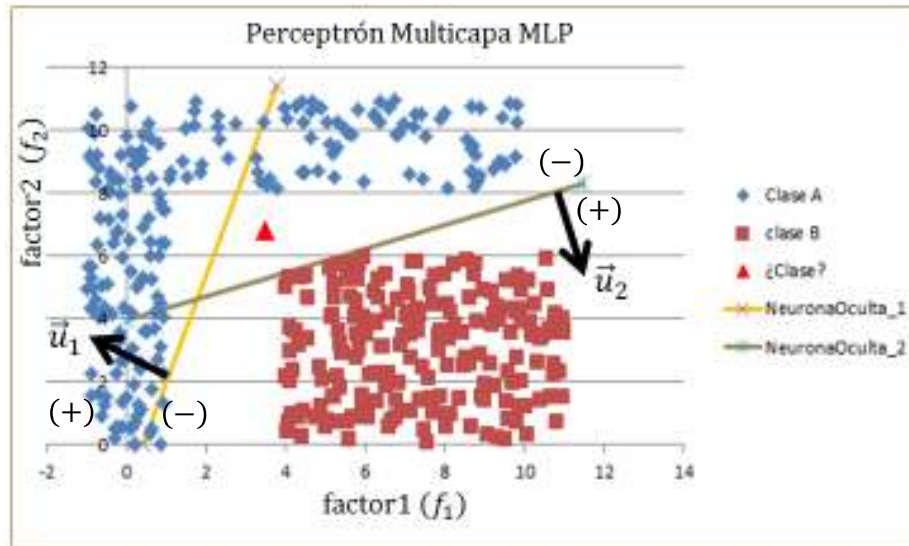 Perceptrón Multicapa MLP
factor2 (f₂)
12
10
8
6
4
2
0
-2
0
2
4
6
8
10
12
14
factor1 (f₁)
(−)
(+)
u⃗₂
u⃗₁
(+)
(−)
Clase A
clase B
¿Clase?
NeuronaOculta_1
NeuronaOculta_2